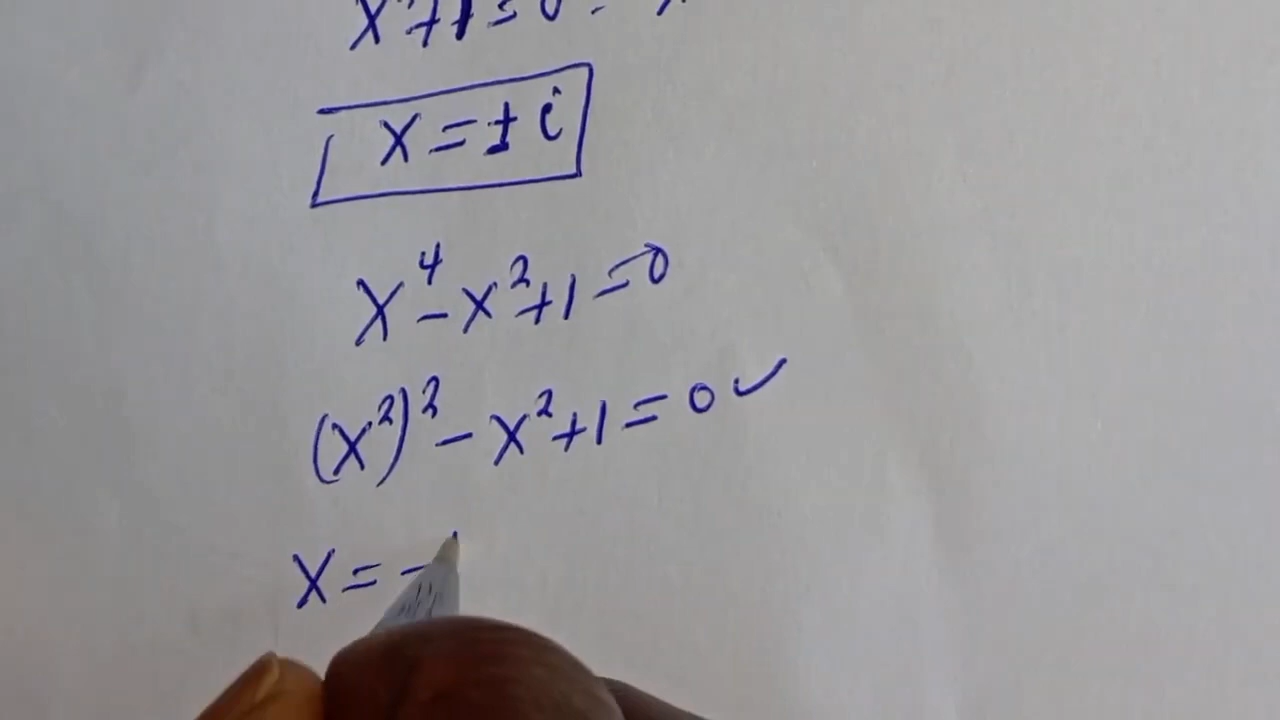 x = ± i
x⁴ - x² + 1 = 0
(x²)² - x² + 1 = 0 ✓
x = -